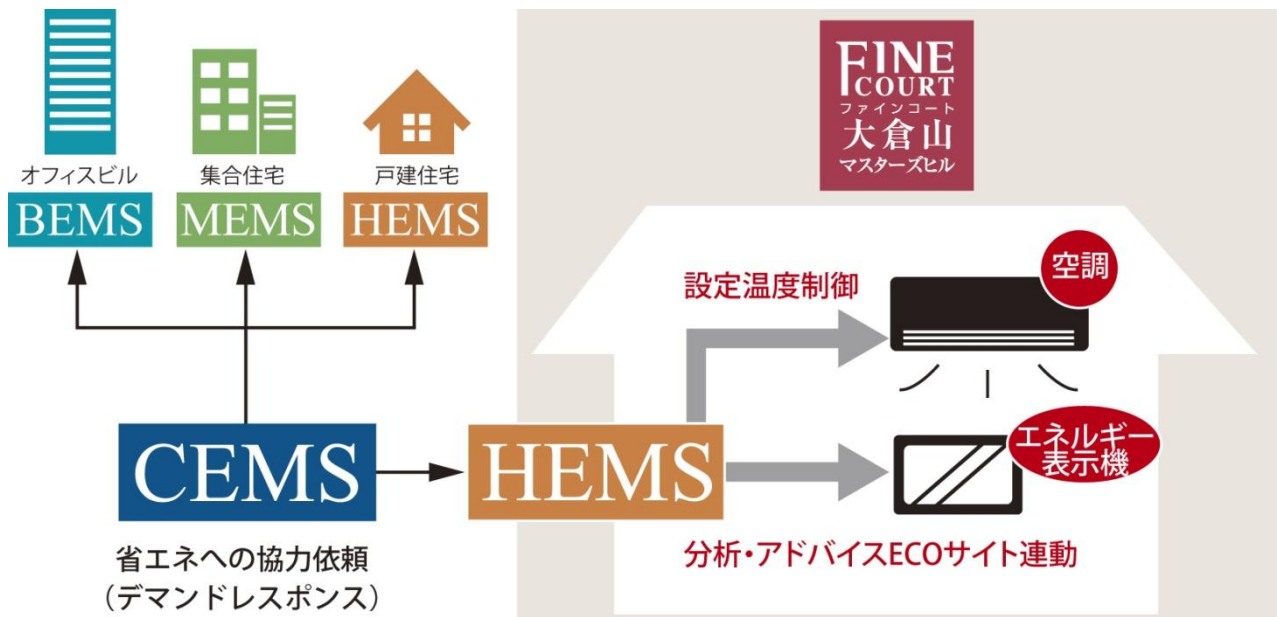 オフィスビル
BEMS
集合住宅
MEMS
戸建住宅
HEMS
CEMS
省エネへの協力依頼
（デマンドレスポンス）
HEMS
FINE
COURT
ファインコート
大倉山
マスターズヒル
設定温度制御
空調
エネルギー
表示機
分析・アドバイスECOサイト連動